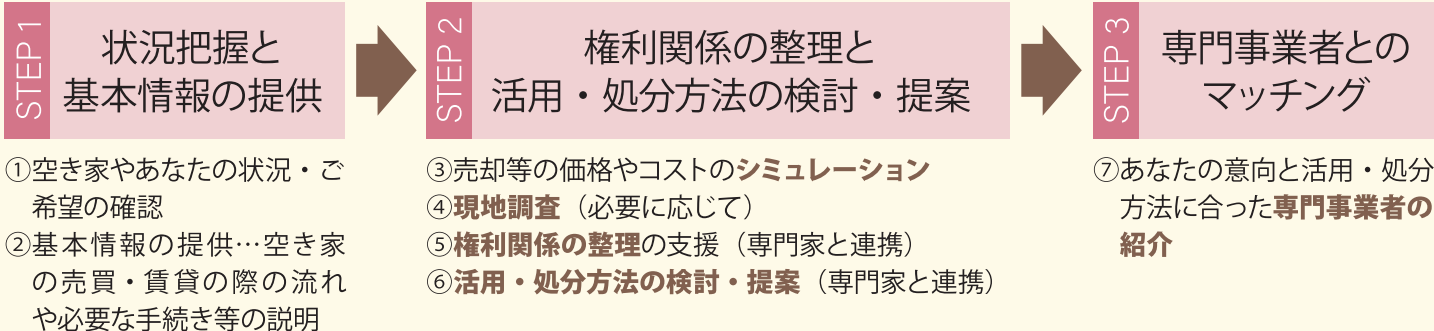 STEP 1
状況把握と
基本情報の提供
①空き家やあなたの状況・ご
希望の確認
②基本情報の提供…空き家
の売買・賃貸の際の流れ
や必要な手続き等の説明
STEP 2
権利関係の整理と
活用・処分方法の検討・提案
③売却等の価格やコストのシミュレーション
④現地調査（必要に応じて）
⑤権利関係の整理の支援（専門家と連携）
⑥活用・処分方法の検討・提案（専門家と連携）
STEP 3
専門事業者との
マッチング
⑦あなたの意向と活用・処分
方法に合った専門事業者の
紹介